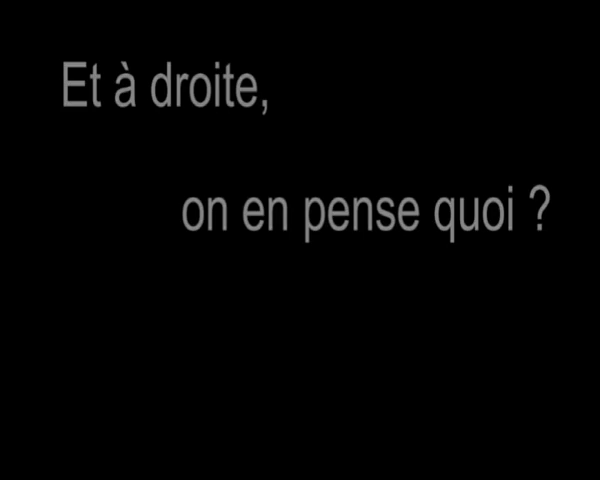 Et à droite,
on en pense quoi ?